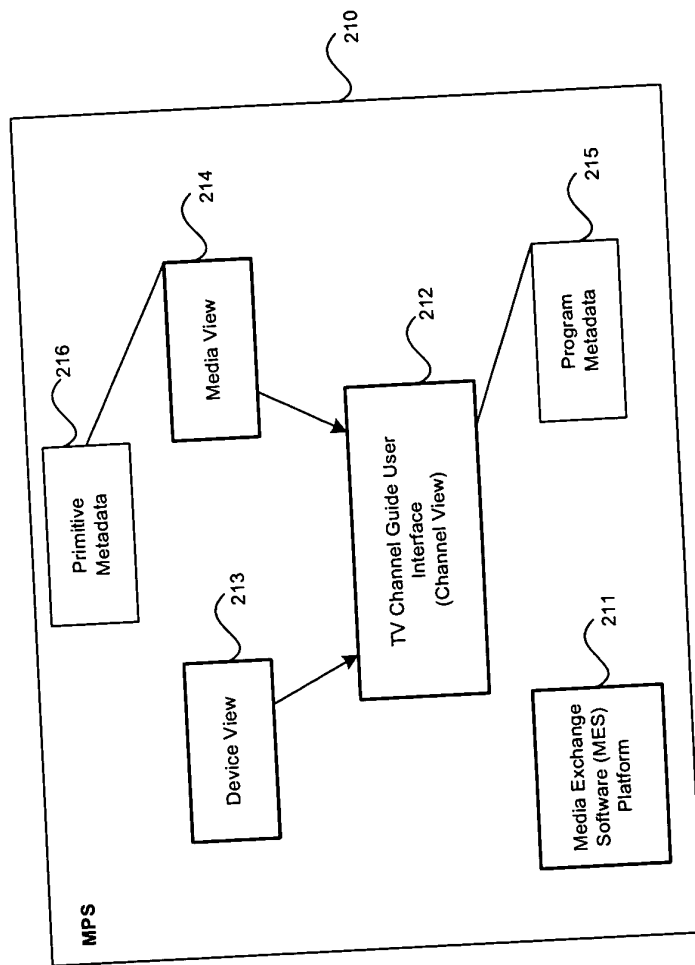 MPS
210
Primitive
Metadata
216
Device View
213
Media View
214
TV Channel Guide User
Interface
(Channel View)
212
Media Exchange
Software (MES)
Platform
211
Program
Metadata
215